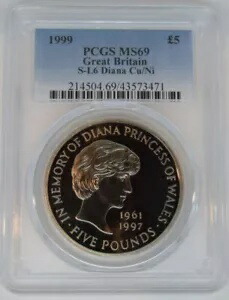 1999 PCGS MS69 £5
Great Britain
S-L6 Diana Cu/Ni
214504.69/43573471
IN MEMORY OF DIANA PRINCESS OF WALES
1961
1997
· FIVE POUNDS ·